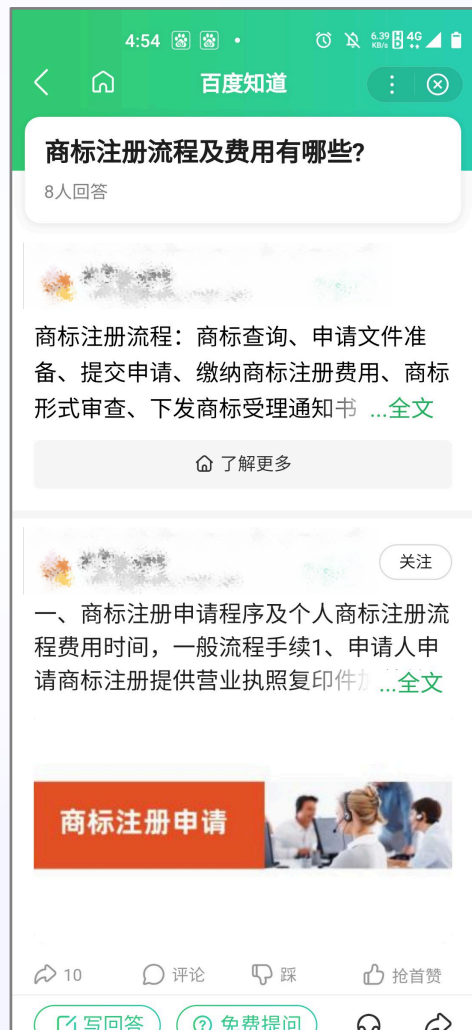 4:54
6.39 KB/s 4G
百度知道
商标注册流程及费用有哪些?
8人回答
商标注册流程：商标查询、申请文件准
备、提交申请、缴纳商标注册费用、商标
形式审查、下发商标受理通知书 ...全文
了解更多
关注
一、商标注册申请程序及个人商标注册流
程费用时间，一般流程手续1、申请人申
请商标注册提供营业执照复印件 ...全文
商标注册申请
10 评论 踩 抢首赞
写回答 免费提问